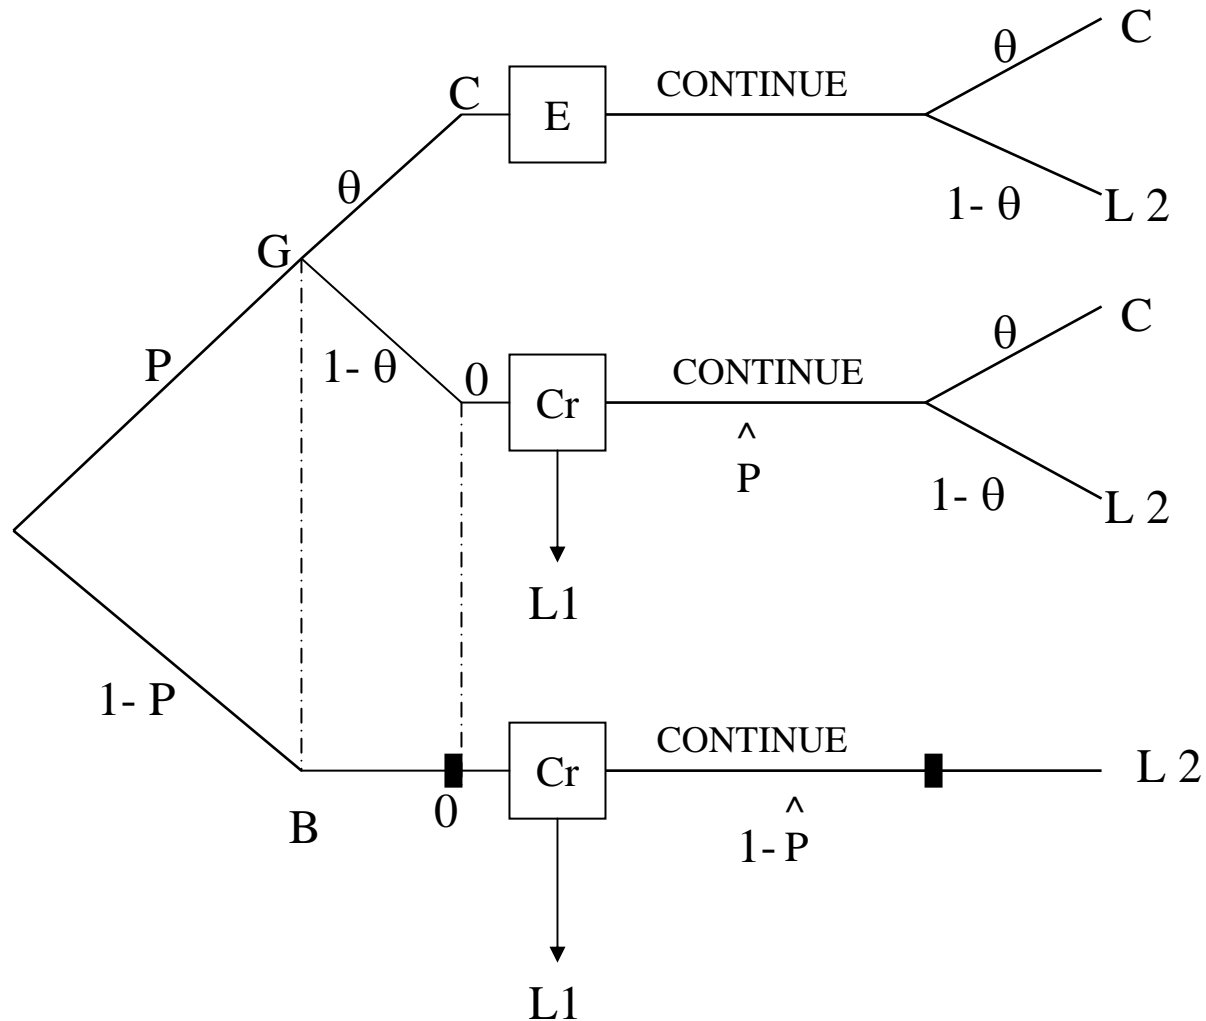 C
θ
CONTINUE
C
E
θ
1- θ
L 2
G
C
θ
P
1- θ
0
CONTINUE
Cr
^
P
1- θ
L 2
L1
1- P
CONTINUE
L 2
Cr
^
0
B
1- P
L1